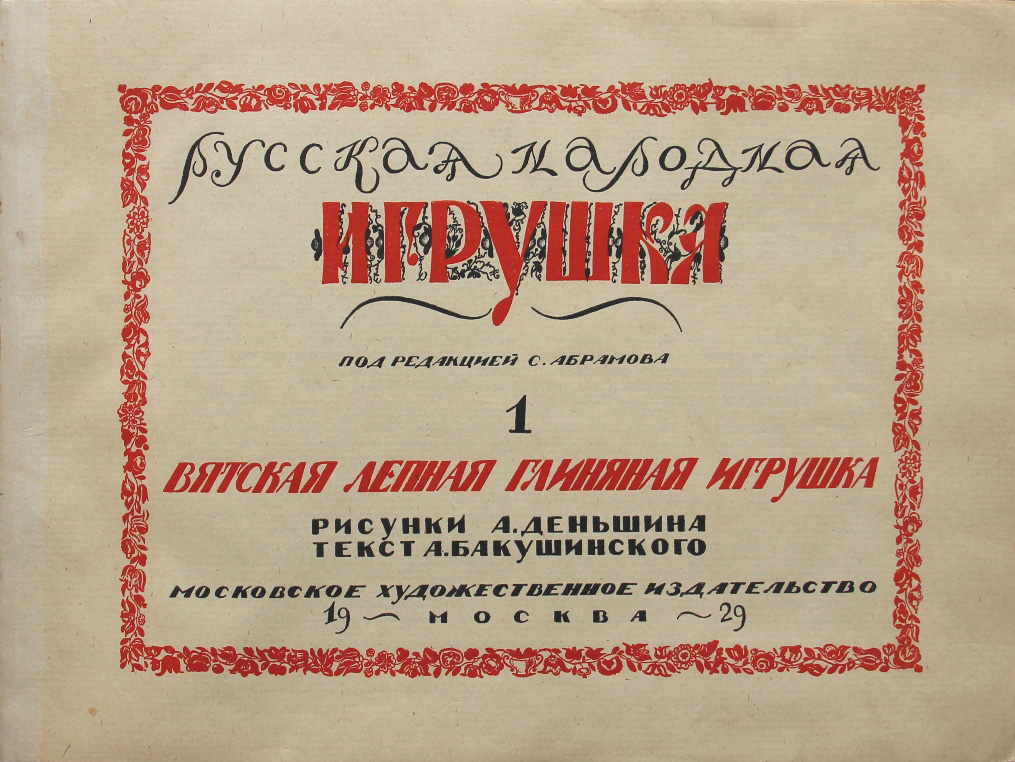 РУССКАЯ НАРОДНАЯ
ИГРУШКА
ПОД РЕДАКЦИЕЙ С. АБРАМОВА
1
ВЯТСКАЯ ЛЕПНАЯ ГЛИНЯНАЯ ИГРУШКА
РИСУНКИ А. ДЕНЬШИНА
ТЕКСТ А. БАКУШИНСКОГО
МОСКОВСКОЕ ХУДОЖЕСТВЕННОЕ ИЗДАТЕЛЬСТВО
19 ~ МОСКВА ~ 29